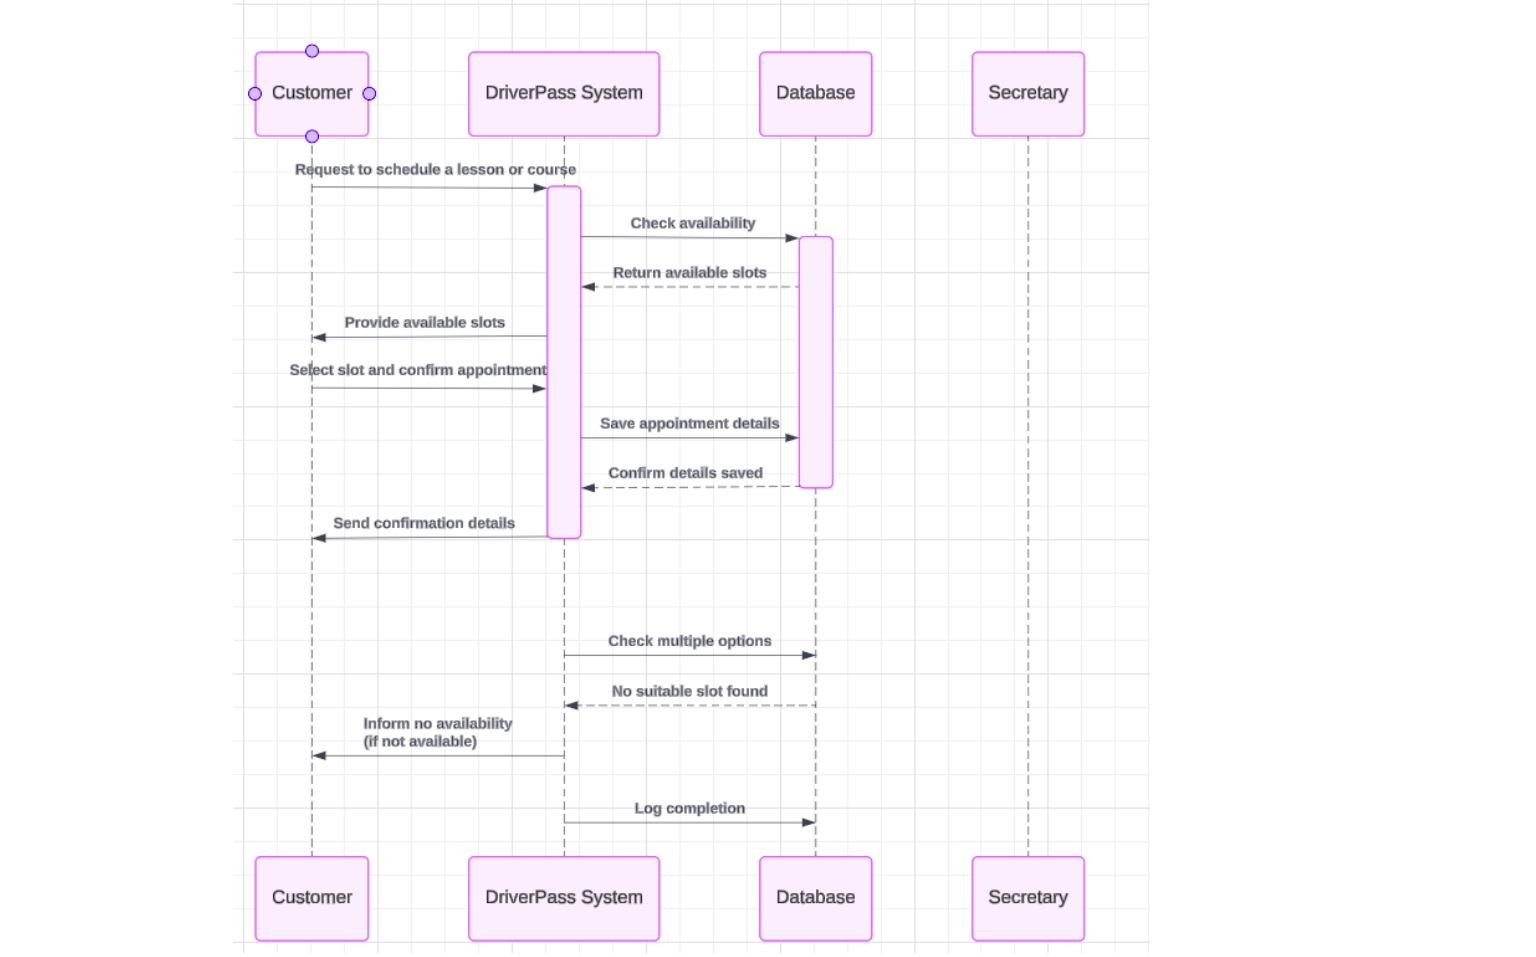 Customer
DriverPass System
Database
Secretary
Request to schedule a lesson or course
Check availability
Return available slots
Provide available slots
Select slot and confirm appointment
Save appointment details
Confirm details saved
Send confirmation details
Check multiple options
No suitable slot found
Inform no availability
(if not available)
Log completion
Customer
DriverPass System
Database
Secretary